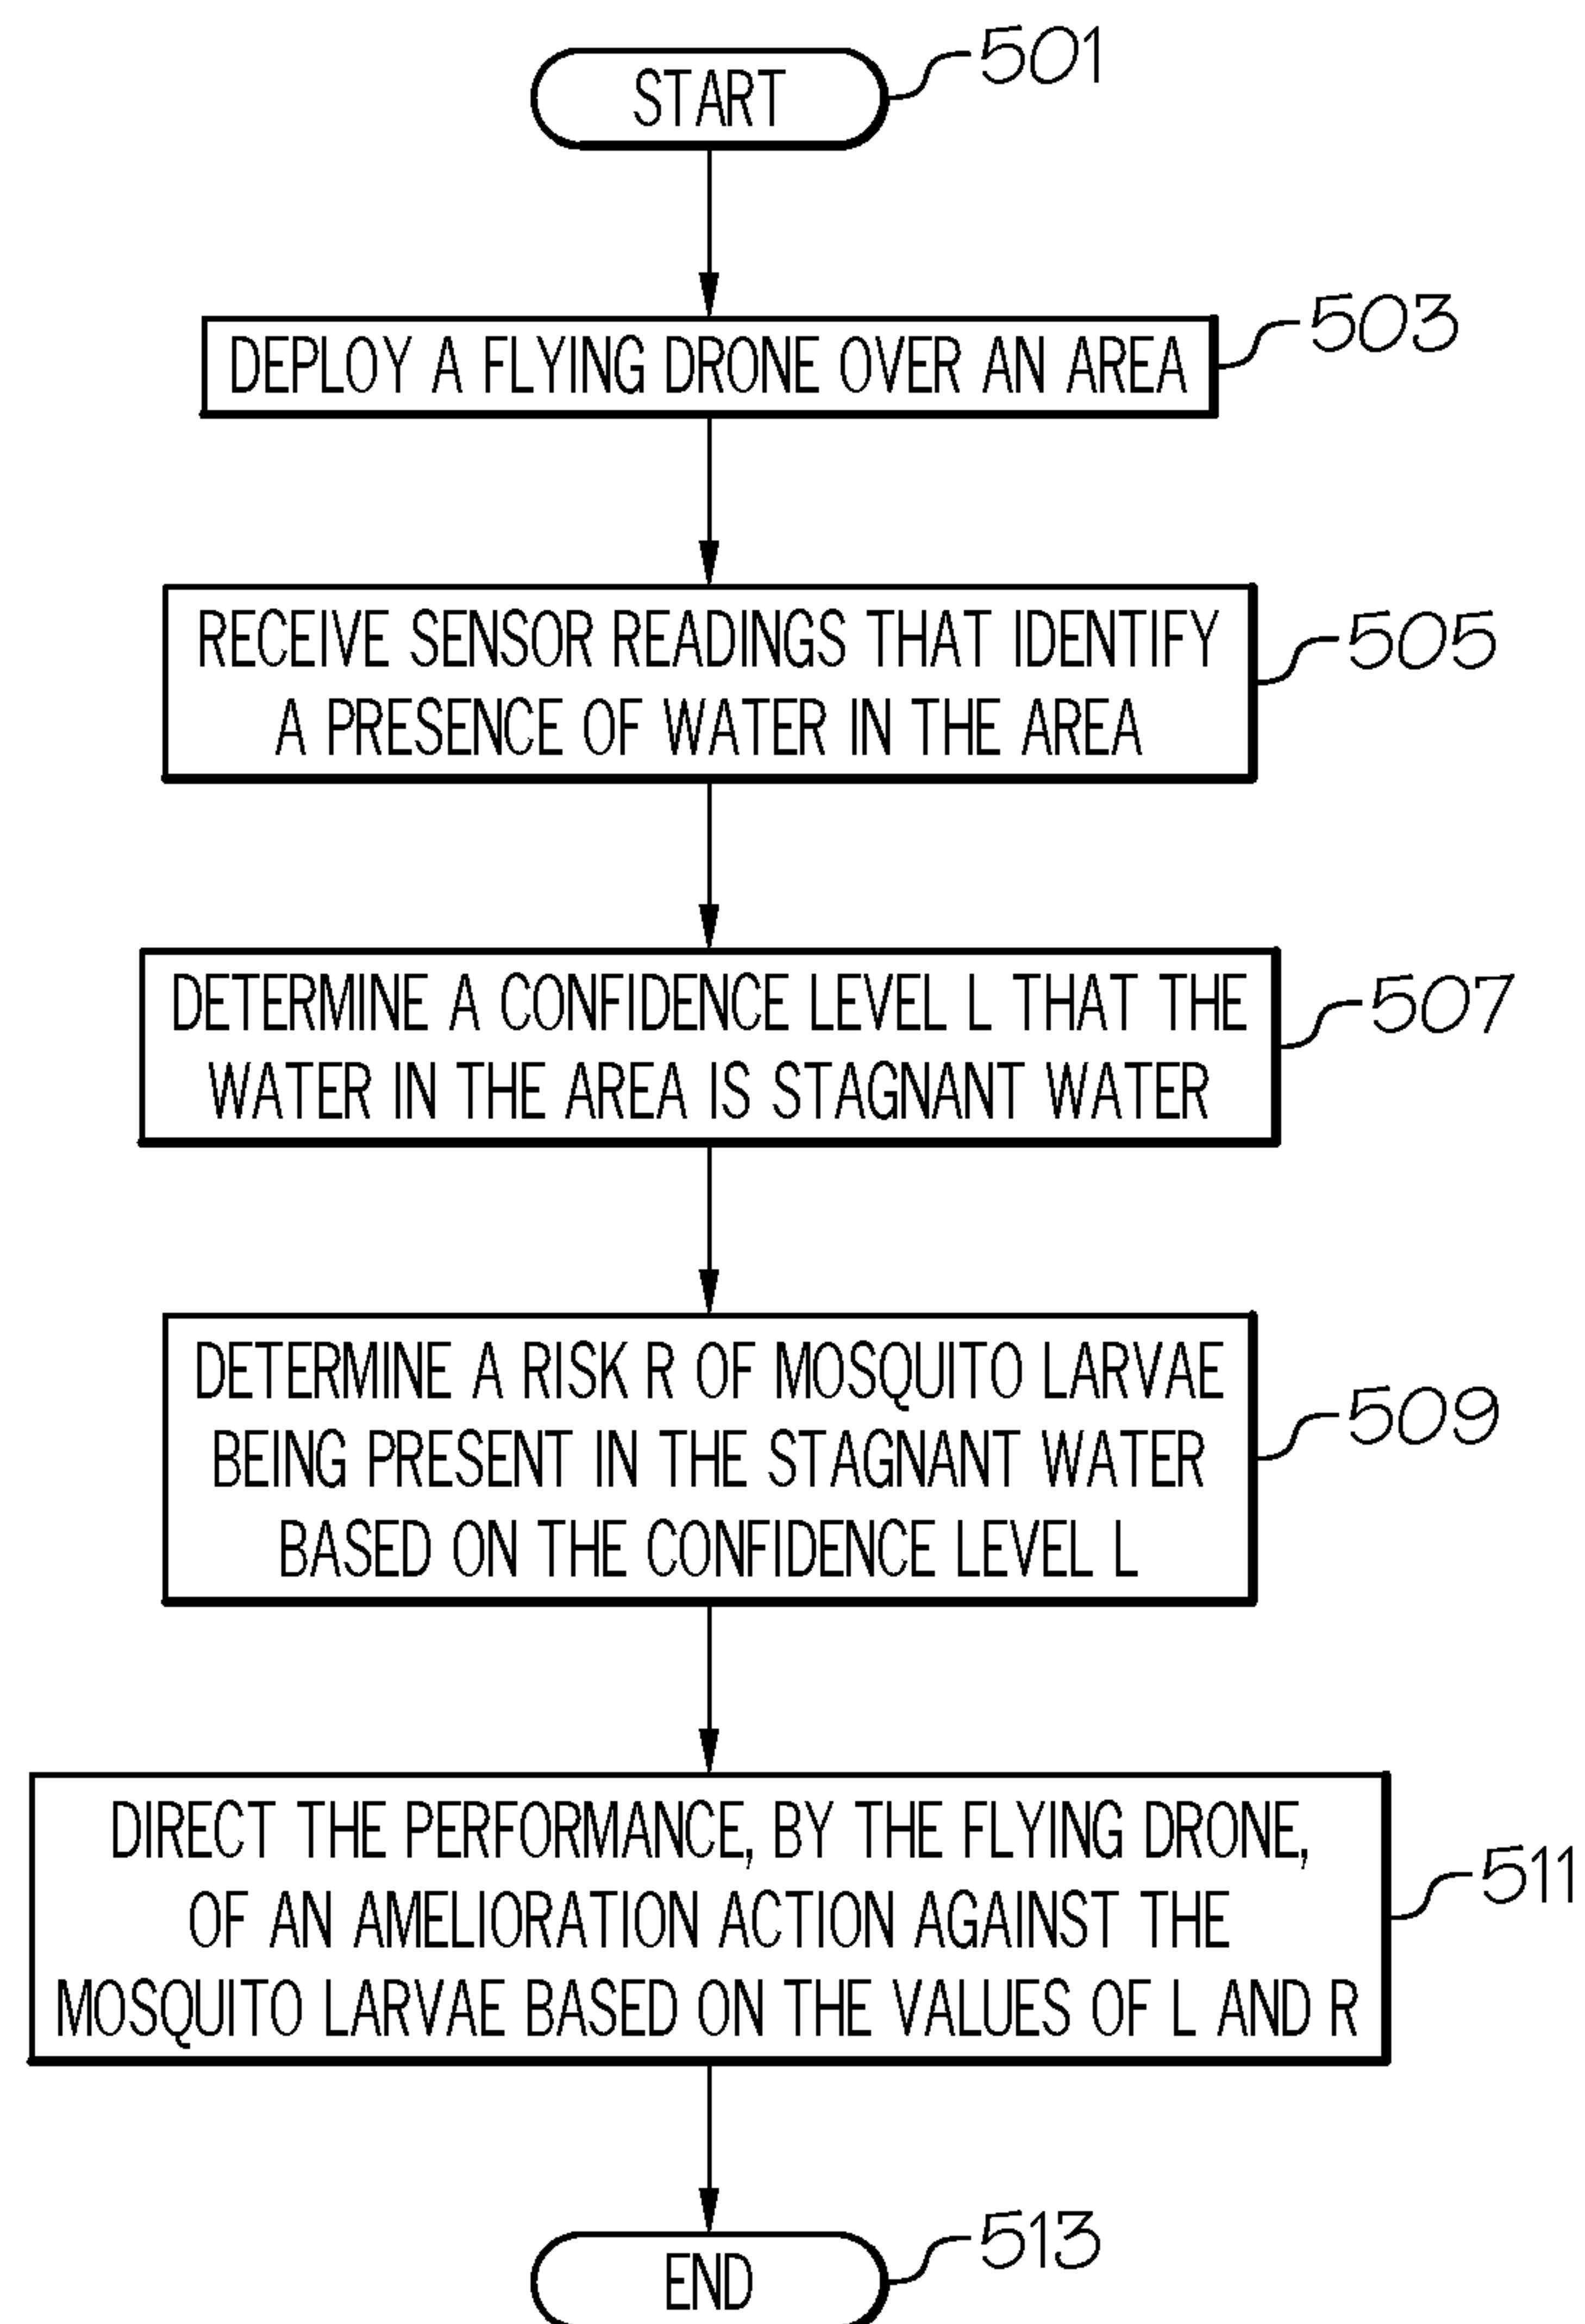 START
501
DEPLOY A FLYING DRONE OVER AN AREA
503
RECEIVE SENSOR READINGS THAT IDENTIFY
A PRESENCE OF WATER IN THE AREA
505
DETERMINE A CONFIDENCE LEVEL L THAT THE
WATER IN THE AREA IS STAGNANT WATER
507
DETERMINE A RISK R OF MOSQUITO LARVAE
BEING PRESENT IN THE STAGNANT WATER
BASED ON THE CONFIDENCE LEVEL L
509
DIRECT THE PERFORMANCE, BY THE FLYING DRONE,
OF AN AMELIORATION ACTION AGAINST THE
MOSQUITO LARVAE BASED ON THE VALUES OF L AND R
511
END
513